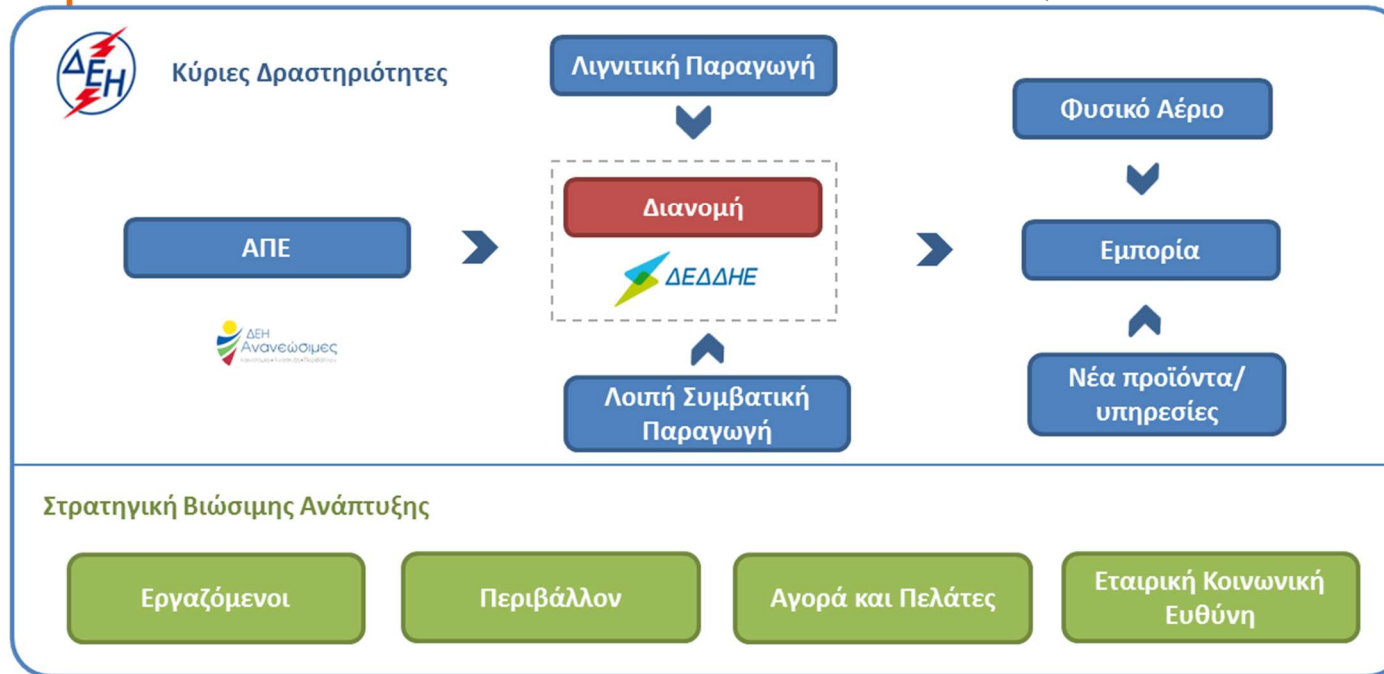 ΔΕΗ
Κύριες Δραστηριότητες
Λιγνιτική Παραγωγή
Φυσικό Αέριο
Διανομή
ΑΠΕ
Εμπορία
ΔΕΔΔΗΕ
ΔΕΗ
Ανανεώσιμες
Λοιπή Συμβατική
Παραγωγή
Νέα προϊόντα/
υπηρεσίες
Στρατηγική Βιώσιμης Ανάπτυξης
Εργαζόμενοι
Περιβάλλον
Αγορά και Πελάτες
Εταιρική Κοινωνική
Ευθύνη